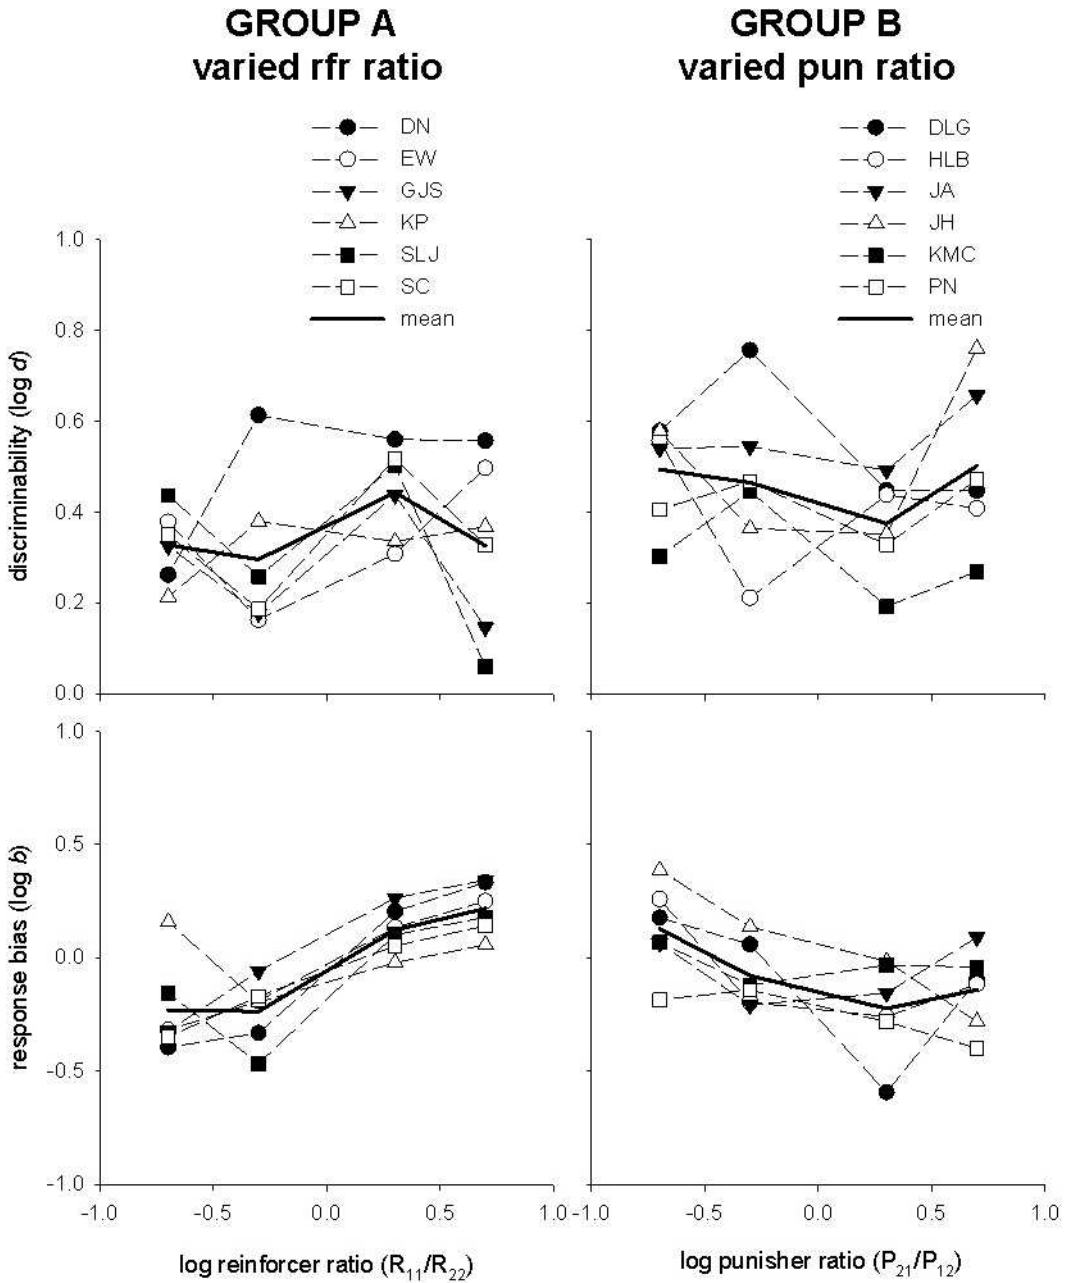 GROUP A
varied rfr ratio
GROUP B
varied pun ratio
DN
EW
GJS
KP
SLJ
SC
mean
DLG
HLB
JA
JH
KMC
PN
mean
discriminability (log d)
1.0
0.8
0.6
0.4
0.2
0.0
response bias (log b)
1.0
0.5
0.0
-0.5
-1.0
-1.0 -0.5 0.0 0.5 1.0
-1.0 -0.5 0.0 0.5 1.0
log reinforcer ratio (R11/R22)
log punisher ratio (P21/P12)